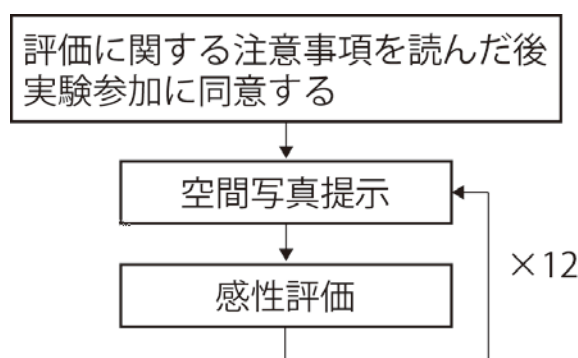 評価に関する注意事項を読んだ後
実験参加に同意する
空間写真提示
×12
感性評価